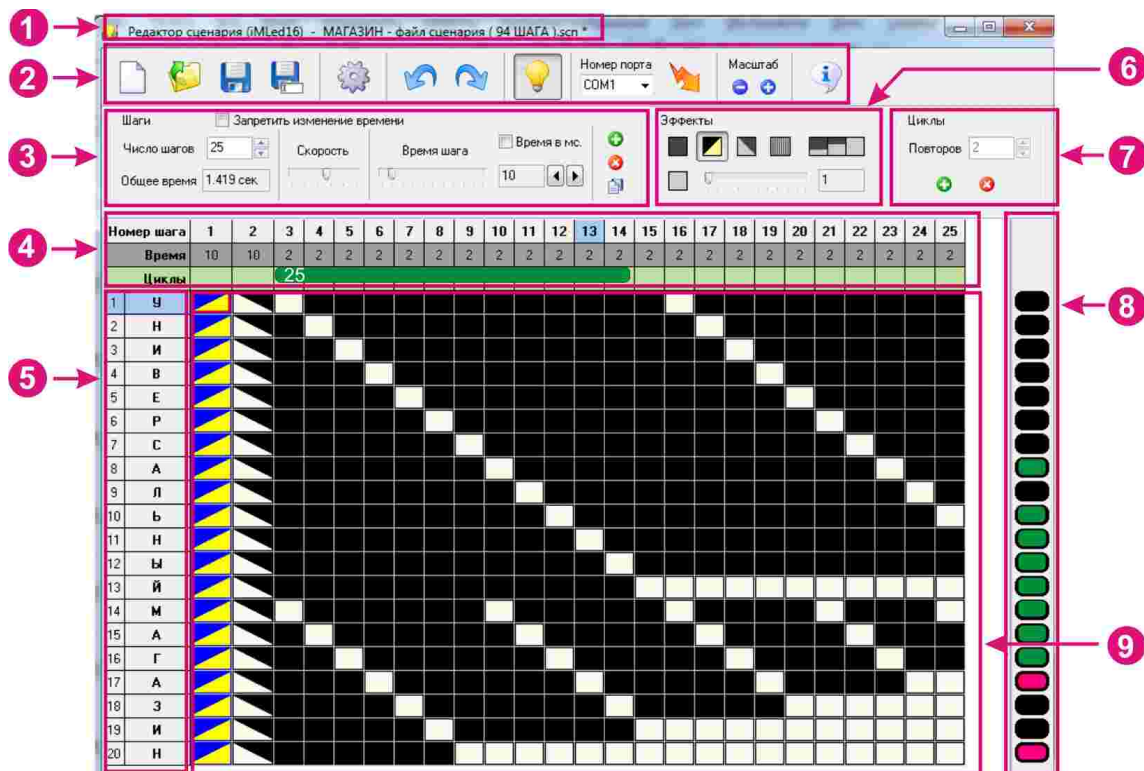 1
Редактор сценария (iMLed16) - МАГАЗИН - файл сценария ( 94 ШАГА ).scn *
2
Номер порта
COM1
Масштаб
6
3
Шаги
Запретить изменение времени
Число шагов 25
Скорость
Время шага
Время в мс.
Общее время 1.419 сек
10
Эффекты
1
Циклы
Повторов 2
7
4
Номер шага 1 2 3 4 5 6 7 8 9 10 11 12 13 14 15 16 17 18 19 20 21 22 23 24 25
Время 10 10 2 2 2 2 2 2 2 2 2 2 2 2 2 2 2 2 2 2 2 2 2 2 2
Циклы 25
8
1 У
2 Н
3 И
4 В
5
5 Е
6 Р
7 С
8 А
9 Л
10 Ь
11 Н
12 Ы
13 Й
14 М
15 А
9
16 Г
17 А
18 З
19 И
20 Н